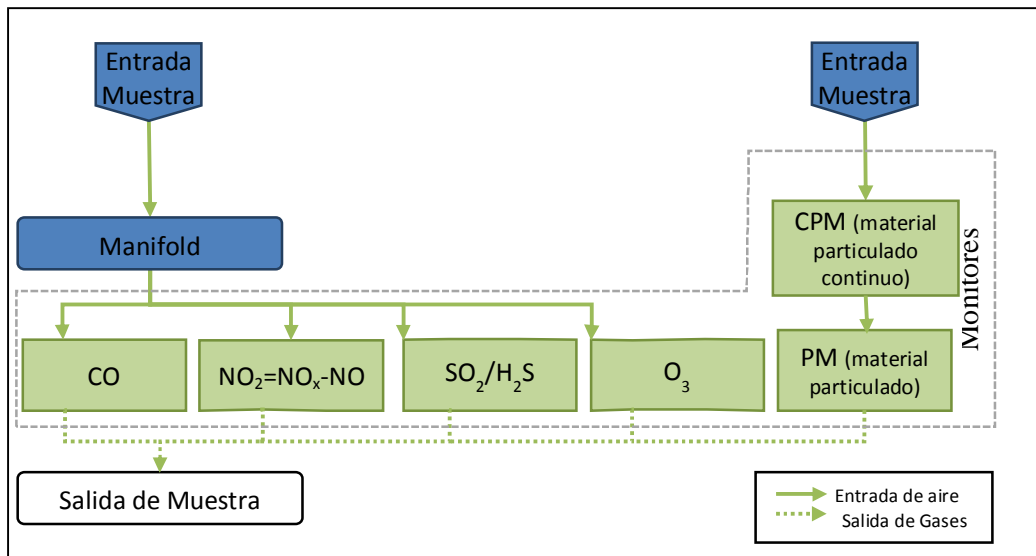 Entrada
Muestra
Entrada
Muestra
Manifold
CPM (material
particulado
continuo)
Monitores
CO
NO₂=NOₓ-NO
SO₂/H₂S
O₃
PM (material
particulado)
Salida de Muestra
Entrada de aire
Salida de Gases